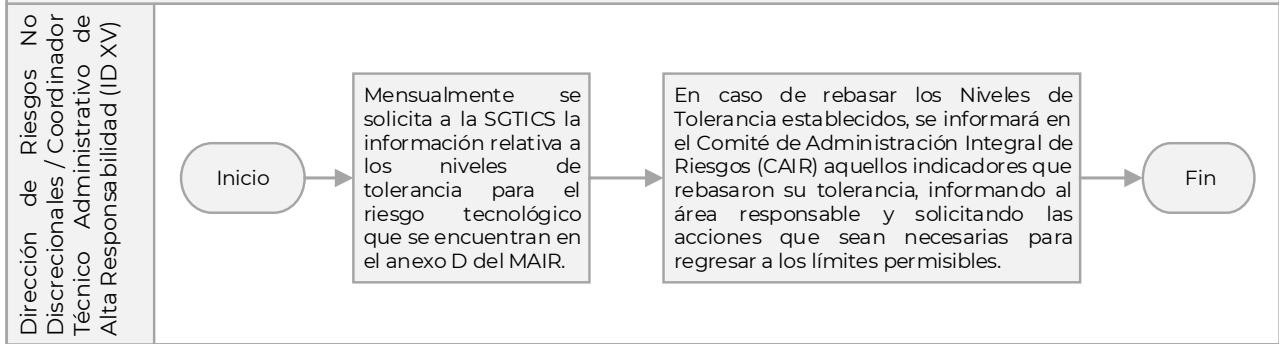 Dirección de Riesgos No
Discrecionales / Coordinador
Técnico Administrativo de
Alta Responsabilidad (ID XV)
Inicio
Mensualmente se
solicita a la SGTICS la
información relativa a
los niveles de
tolerancia para el
riesgo tecnológico
que se encuentran en
el anexo D del MAIR.
En caso de rebasar los Niveles de
Tolerancia establecidos, se informará en
el Comité de Administración Integral de
Riesgos (CAIR) aquellos indicadores que
rebasaron su tolerancia, informando al
área responsable y solicitando las
acciones que sean necesarias para
regresar a los límites permisibles.
Fin